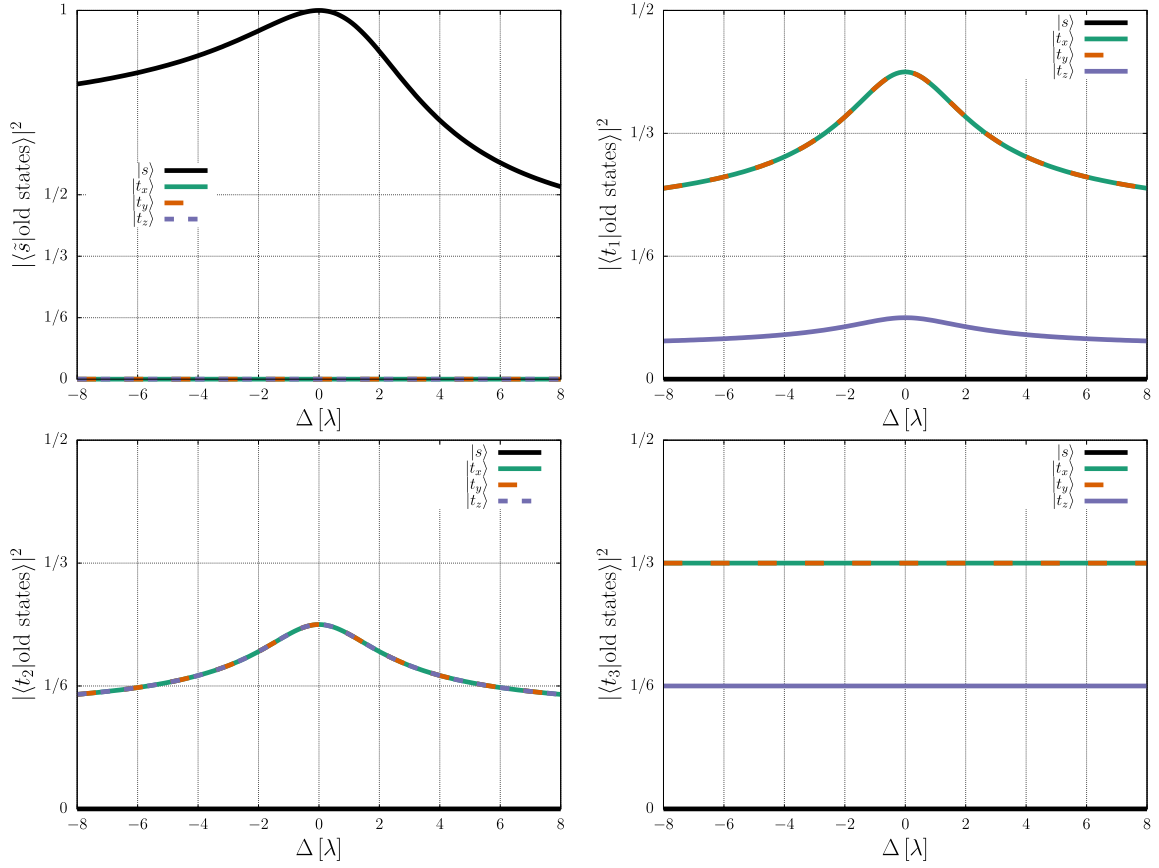 |⟨s̃|old states⟩|²
1
1/2
1/3
1/6
0
|s⟩
|t_x⟩
|t_y⟩
|t_z⟩
−8 −6 −4 −2 0 2 4 6 8
Δ [λ]
|⟨t₁|old states⟩|²
1/2
1/3
1/6
0
|s⟩
|t_x⟩
|t_y⟩
|t_z⟩
−8 −6 −4 −2 0 2 4 6 8
Δ [λ]
|⟨t₂|old states⟩|²
1/2
1/3
1/6
0
|s⟩
|t_x⟩
|t_y⟩
|t_z⟩
−8 −6 −4 −2 0 2 4 6 8
Δ [λ]
|⟨t₃|old states⟩|²
1/2
1/3
1/6
0
|s⟩
|t_x⟩
|t_y⟩
|t_z⟩
−8 −6 −4 −2 0 2 4 6 8
Δ [λ]